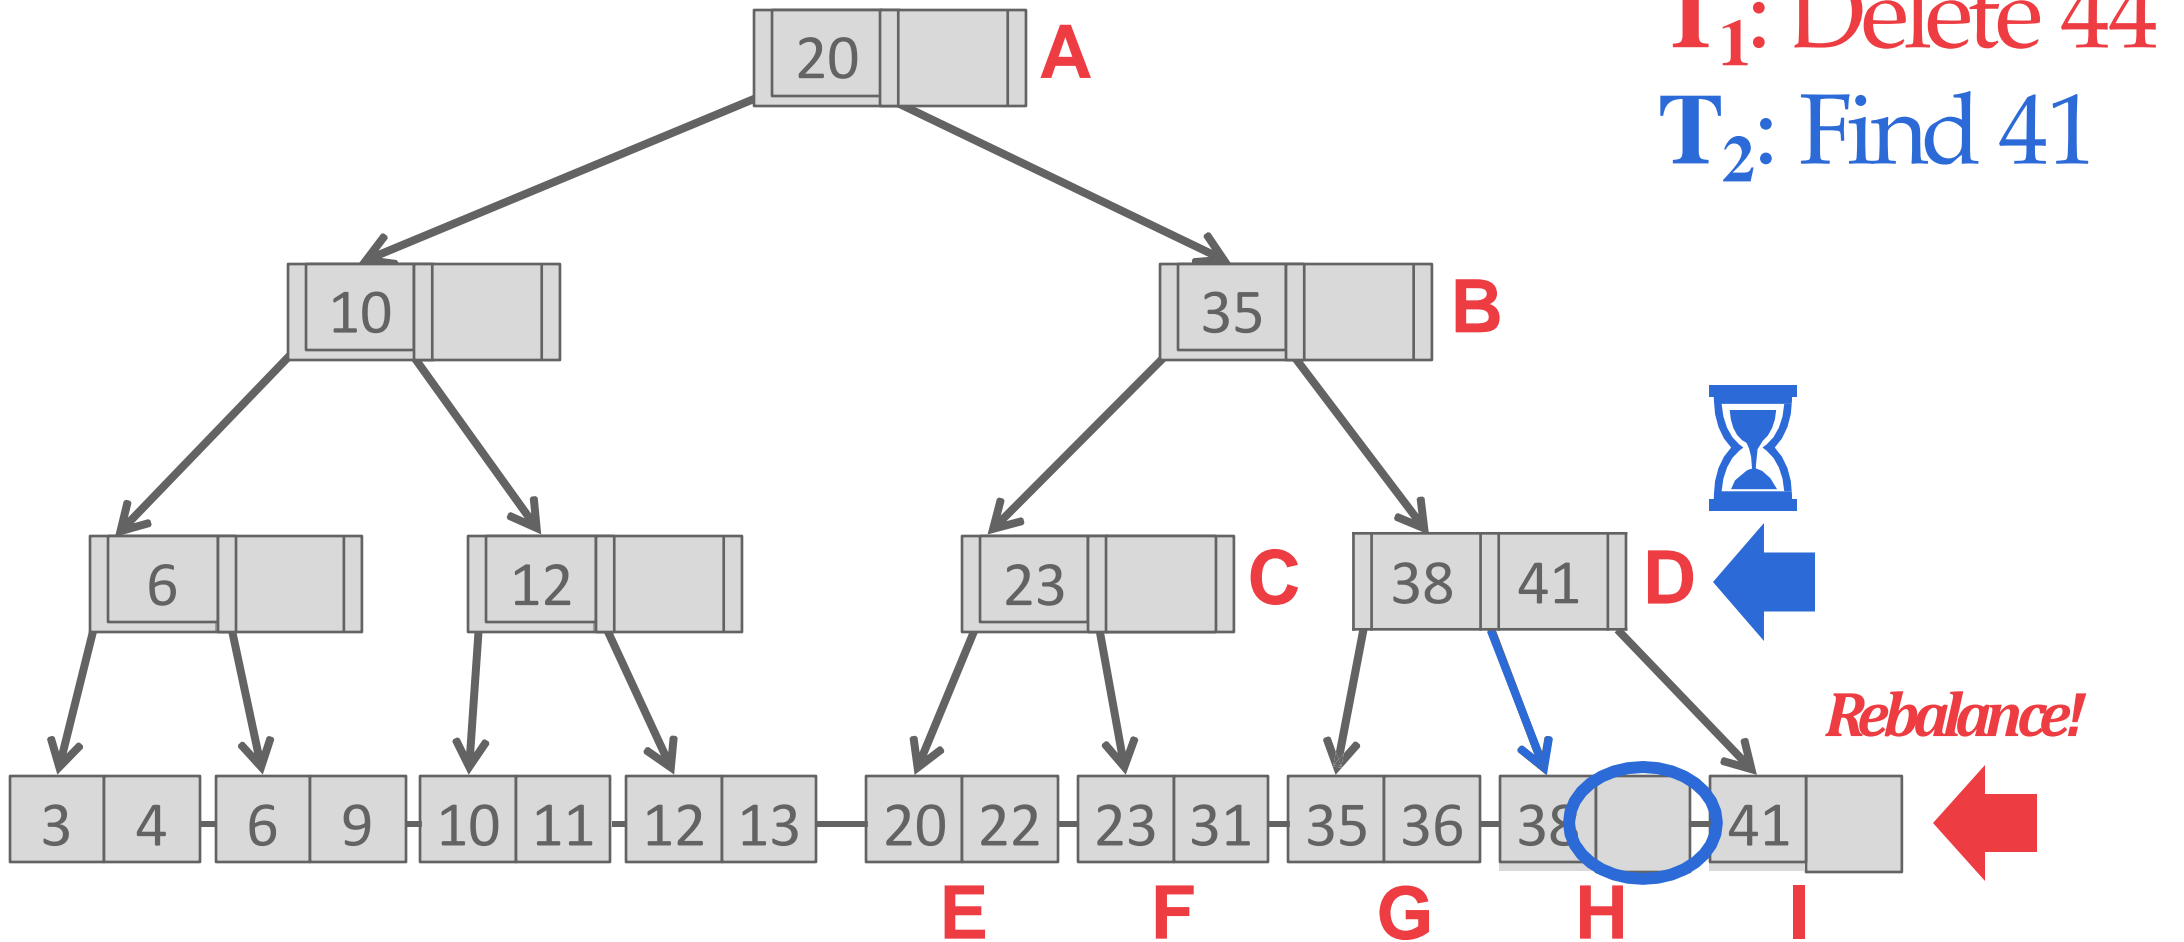 T1: Delete 44
20 A
T2: Find 41
10
35 B
6
12
23 C
38 41 D
Rebalance!
3 4 6 9 10 11 12 13 20 22 23 31 35 36 38 41
E F G H I